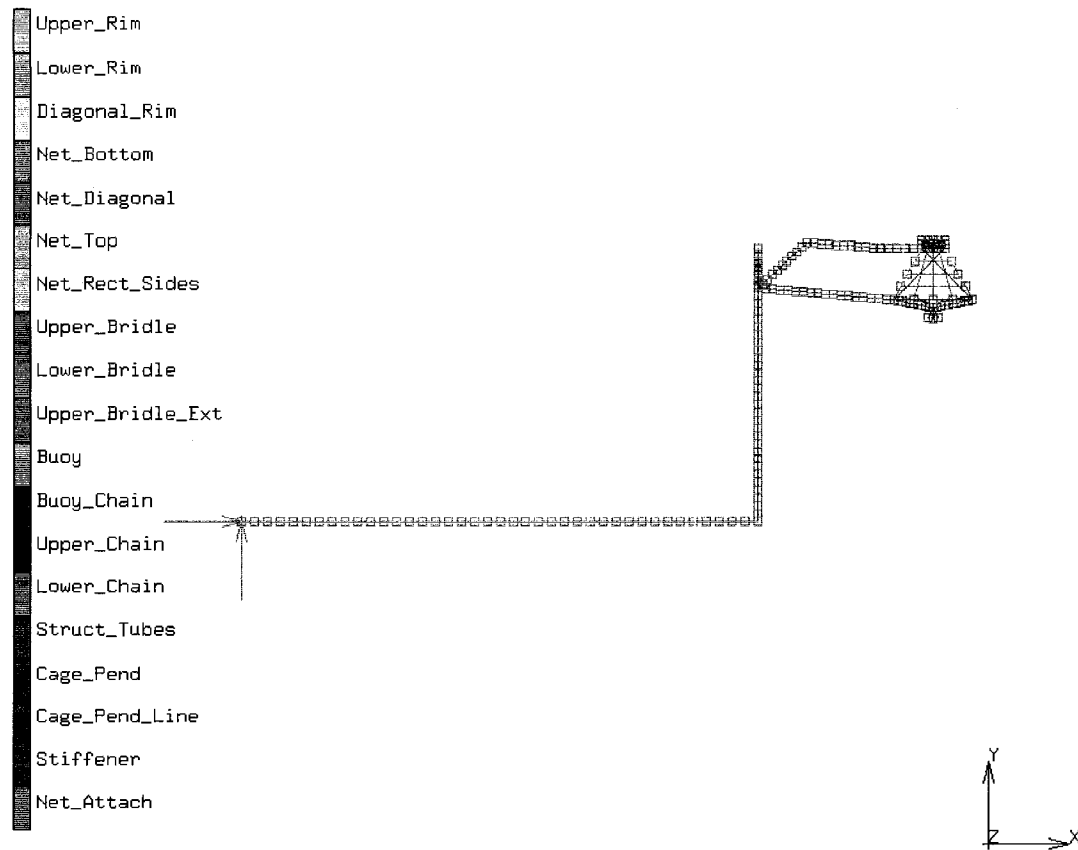 Upper_Rim
Lower_Rim
Diagonal_Rim
Net_Bottom
Net_Diagonal
Net_Top
Net_Rect_Sides
Upper_Bridle
Lower_Bridle
Upper_Bridle_Ext
Buoy
Buoy_Chain
Upper_Chain
Lower_Chain
Struct_Tubes
Cage_Pend
Cage_Pend_Line
Stiffener
Net_Attach
Y
Z
X